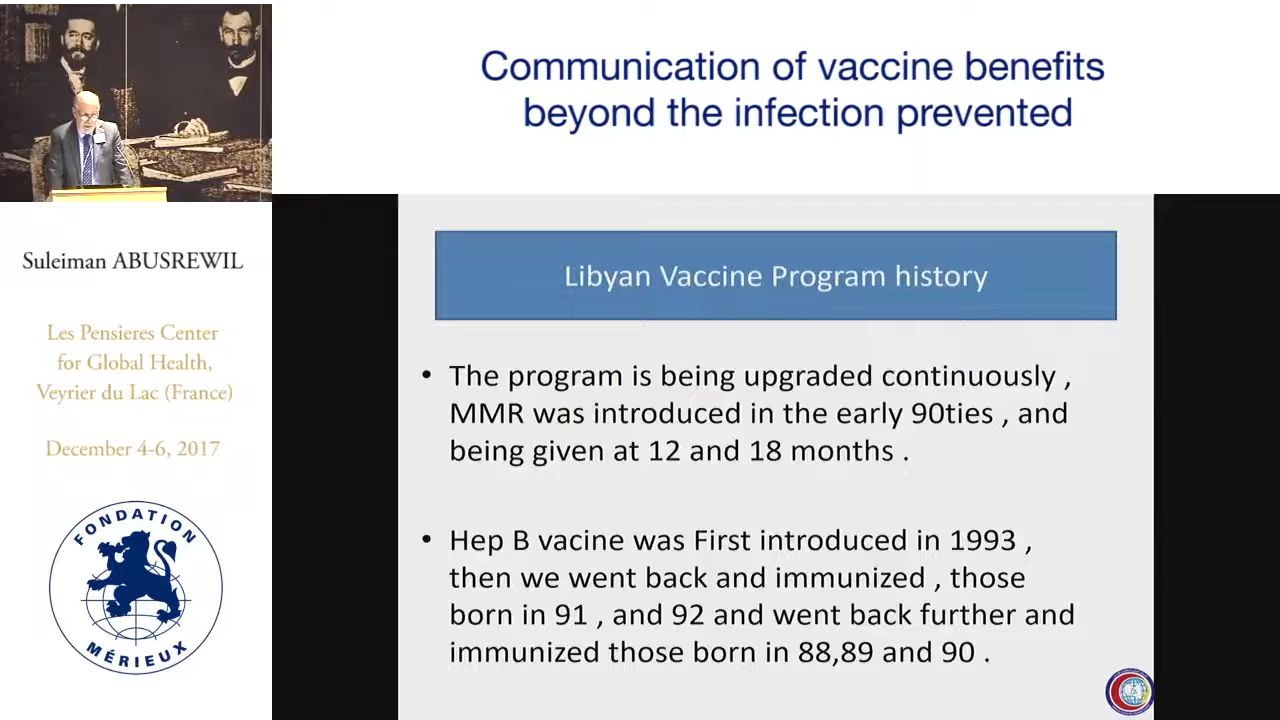 Communication of vaccine benefits
beyond the infection prevented
Suleiman ABUSREWIL
Les Pensieres Center
for Global Health,
Veyrier du Lac (France)
December 4-6, 2017
FONDATION
MÉRIEUX
Libyan Vaccine Program history
• The program is being upgraded continuously ,
MMR was introduced in the early 90ties , and
being given at 12 and 18 months .
• Hep B vacine was First introduced in 1993 ,
then we went back and immunized , those
born in 91 , and 92 and went back further and
immunized those born in 88,89 and 90 .